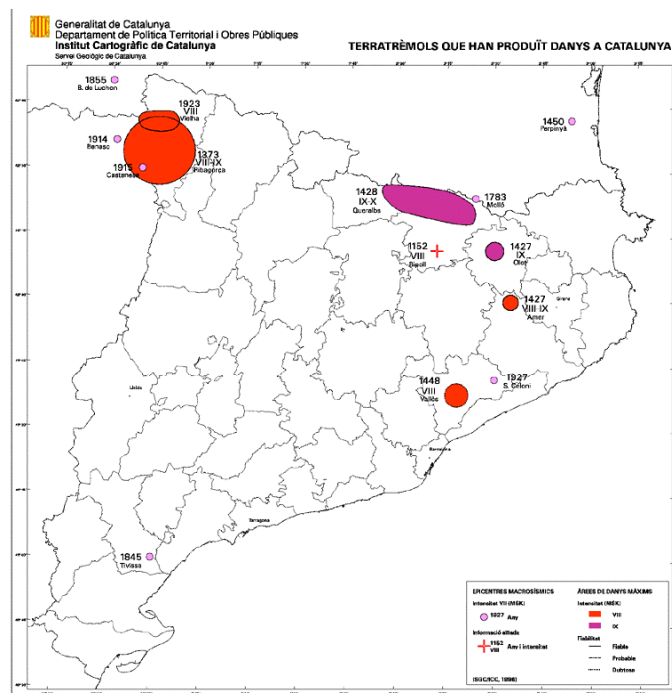 Generalitat de Catalunya
Departament de Política Territorial i Obres Públiques
Institut Cartogràfic de Catalunya
Servei Geològic de Catalunya
TERRATRÈMOLS QUE HAN PRODUÏT DANYS A CATALUNYA
1855
B. de Luchon
1923
VIII
Vielha
1450
Perpinyà
1914
Benasc
1915
Castanesa
1373
VIII-IX
Ribagorça
1428
IX-X
Queralbs
1783
Molló
1152
VIII
Ripoll
1427
IX
Olot
Girona
1427
VIII-IX
Amer
Lleida
1927
S. Celoni
1448
VIII
Vallès
Barcelona
Tarragona
1845
Tivissa
EPICENTRES MACROSÍSMICS
Intensitat VII (MSK)
1927 Any
Informació aïllada
1152
VIII
Any i intensitat
(SGC/ICC, 1996)
ÀREES DE DANYS MÀXIMS
Intensitat (MSK)
VIII
IX
Fiabilitat
Fiable
Probable
Dubtosa